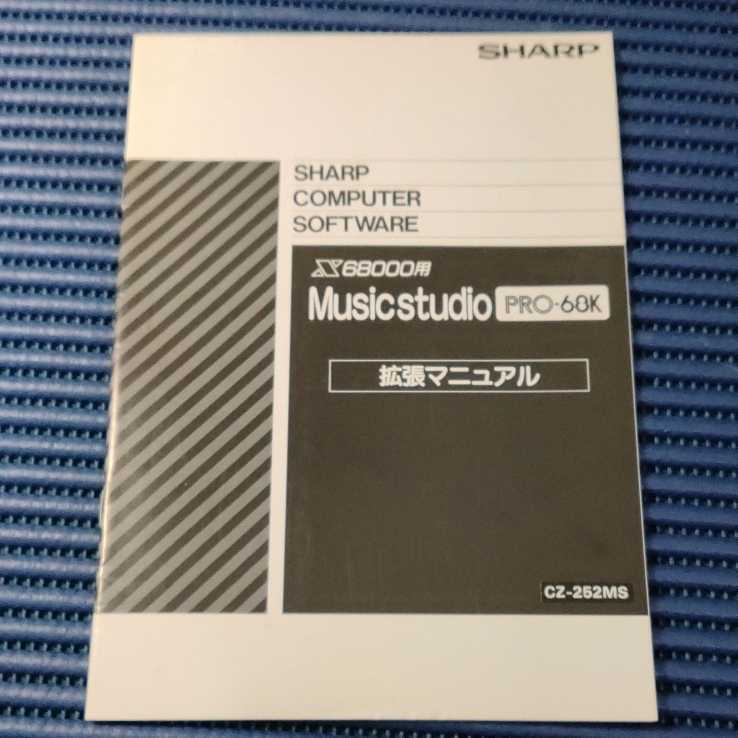 SHARP
SHARP
COMPUTER
SOFTWARE
X68000用
Musicstudio PRO-68K
拡張マニュアル
CZ-252MS